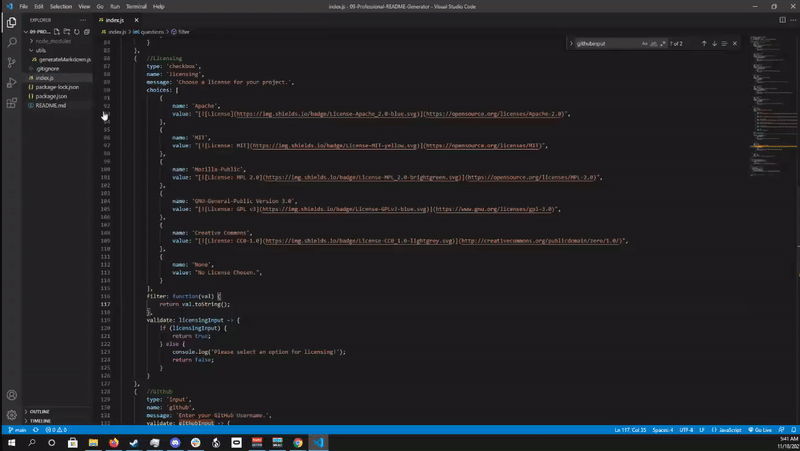 File Edit Selection View Go Run Terminal Help
index.js - 09-Professional-README-Generator - Visual Studio Code
EXPLORER
index.js
09-PROF...
node_modules
utils
generateMarkdown.js
.gitignore
index.js
package-lock.json
package.json
README.md
OUTLINE
TIMELINE
index.js > questions > filter
githubinput
? of 2
84 }
85 },
86 { //Licensing
87 type: 'checkbox',
88 name: 'licensing',
89 message: 'Choose a license for your project.',
90 choices: [
91 {
92 name: 'Apache',
value: "[![License](https://img.shields.io/badge/License-Apache_2.0-blue.svg)](https://opensource.org/licenses/Apache-2.0)",
94 },
95 {
96 name: 'MIT',
97 value: "[![License: MIT](https://img.shields.io/badge/License-MIT-yellow.svg)](https://opensource.org/licenses/MIT)",
98 },
99 {
100 name: 'Mozilla-Public',
101 value: "[![License: MPL 2.0](https://img.shields.io/badge/License-MPL_2.0-brightgreen.svg)](https://opensource.org/licenses/MPL-2.0)",
102 },
103 {
104 name: 'GNU-General-Public Version 3.0',
105 value: "[![License: GPL v3](https://img.shields.io/badge/License-GPLv3-blue.svg)](https://www.gnu.org/licenses/gpl-3.0)",
106 },
107 {
108 name: 'Creative Commons',
109 value: "[![License: CC0-1.0](https://img.shields.io/badge/License-CC0_1.0-lightgrey.svg)](http://creativecommons.org/publicdomain/zero/1.0/)",
110 },
111 {
112 name: 'None',
113 value: "No License Chosen.",
114 }
115 ],
116 filter: function(val) {
117 return val.toString();
118 },
119 validate: licensingInput => {
120 if (licensingInput) {
121 return true;
122 } else {
123 console.log('Please select an option for licensing!');
124 return false;
125 }
126 }
127 },
128 { //Github
129 type: 'input',
130 name: 'github',
131 message: 'Enter your GitHub Username.',
132 validate: githubInput => {
main 0 0
Ln 117, Col 35 Spaces: 4 UTF-8 LF JavaScript Go Live
5:41 AM
11/18/202